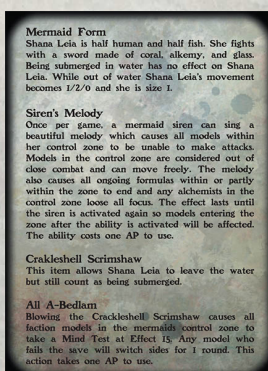 Mermaid Form
Shana Leia is half human and half fish. She fights
with a sword made of coral, alkemy, and glass.
Being submerged in water has no effect on Shana
Leia. While out of water Shana Leia's movement
becomes 1/2/0 and she is size 1.
Siren's Melody
Once per game, a mermaid siren can sing a
beautiful melody which causes all models within
her control zone to be unable to make attacks.
Models in the control zone are considered out of
close combat and can move freely. The melody
also causes all ongoing formulas within or partly
within the zone to end and any alchemists in the
control zone loose all focus. The effect lasts until
the siren is activated again so models entering the
zone after the ability is activated will be affected.
The ability costs one AP to use.
Crackleshell Scrimshaw
This item allows Shana Leia to leave the water
but still count as being submerged.
All A-Bedlam
Blowing the Crackleshell Scrimshaw causes all
faction models in the mermaids control zone to
take a Mind Test at Effect 15. Any model who
fails the save will switch sides for 1 round. This
action takes one AP to use.